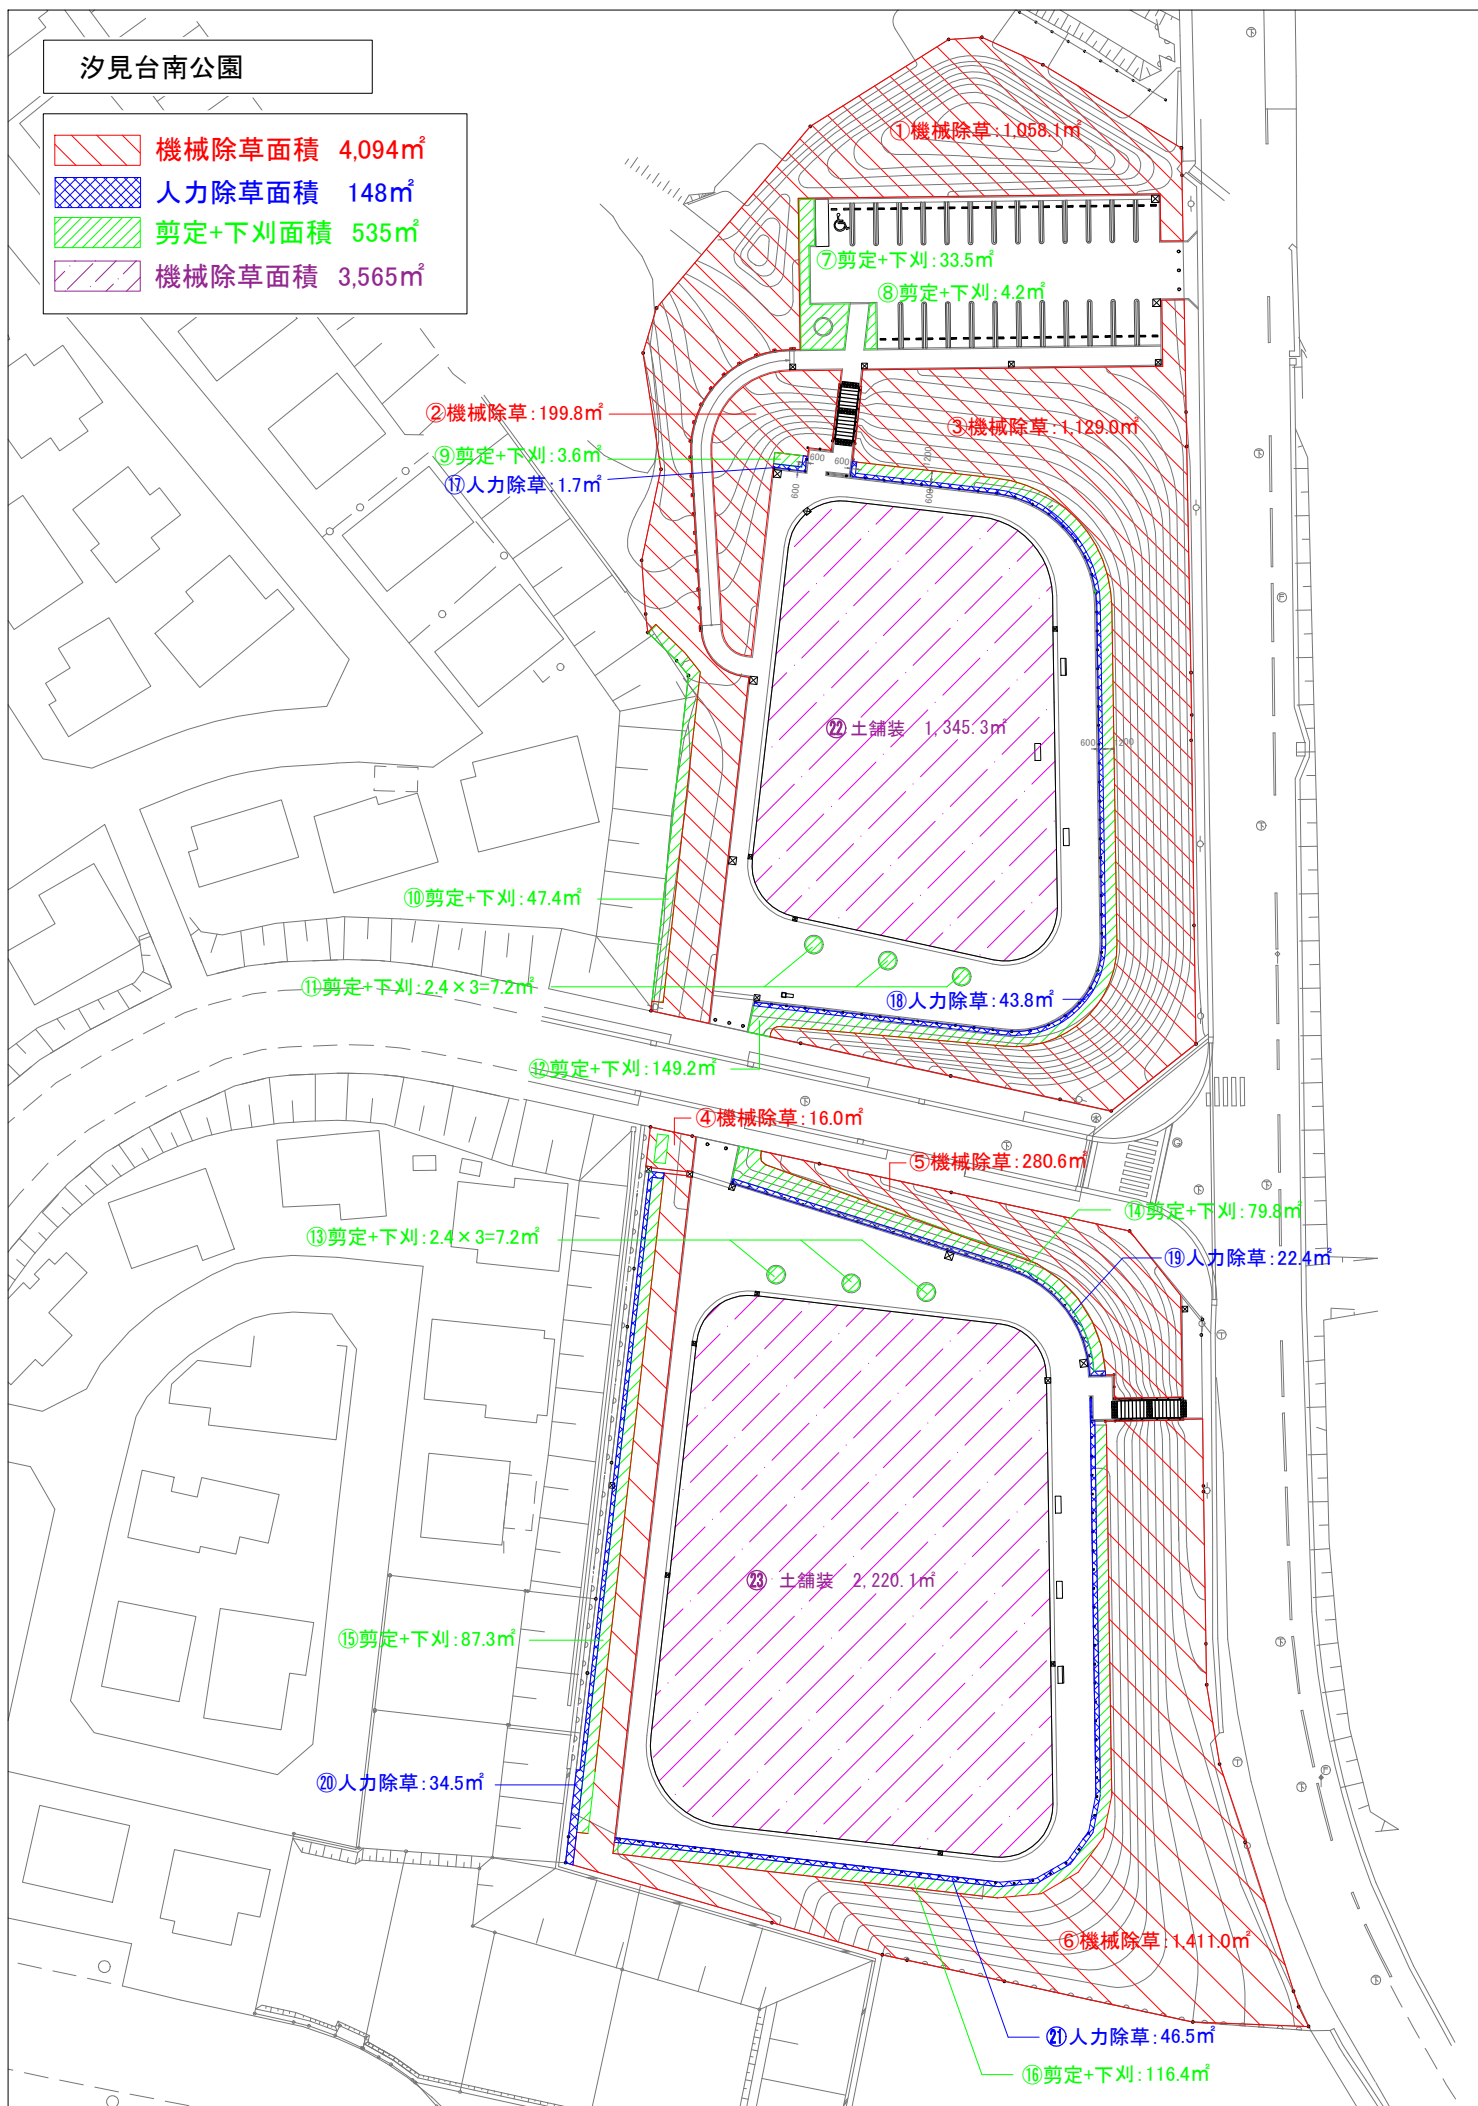 汐見台南公園
機械除草面積 4,094㎡
人力除草面積 148㎡
剪定+下刈面積 535㎡
機械除草面積 3,565㎡
①機械除草:1,058.1㎡
⑦剪定+下刈:33.5㎡
⑧剪定+下刈:4.2㎡
②機械除草:199.8㎡
③機械除草:1,129.0㎡
⑨剪定+下刈:3.6㎡
⑰人力除草:1.7㎡
600
600
600
1200
600
㉒土舗装 1,345.3㎡
600
1200
⑩剪定+下刈:47.4㎡
⑪剪定+下刈:2.4×3=7.2㎡
⑱人力除草:43.8㎡
⑫剪定+下刈:149.2㎡
④機械除草:16.0㎡
⑤機械除草:280.6㎡
⑭剪定+下刈:79.8㎡
⑬剪定+下刈:2.4×3=7.2㎡
⑲人力除草:22.4㎡
㉓ 土舗装 2,220.1㎡
⑮剪定+下刈:87.3㎡
⑳人力除草:34.5㎡
⑥機械除草:1,411.0㎡
㉑人力除草:46.5㎡
⑯剪定+下刈:116.4㎡